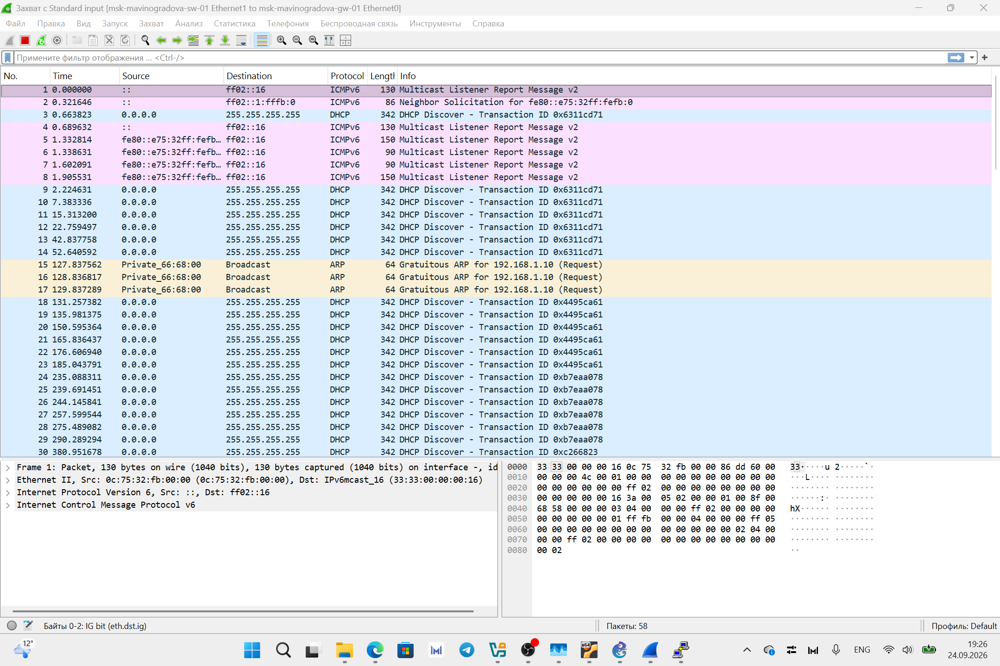 Захват с Standard input [msk-mavinogradova-sw-01 Ethernet1 to msk-mavinogradova-gw-01 Ethernet0]
Файл Правка Вид Запуск Захват Анализ Статистика Телефония Беспроводная связь Инструменты Справка
Примените фильтр отображения ... <Ctrl-/>
No. Time Source Destination Protocol Length Info
1 0.000000 :: ff02::16 ICMPv6 130 Multicast Listener Report Message v2
2 0.321646 :: ff02::1:fffb:0 ICMPv6 86 Neighbor Solicitation for fe80::e75:32ff:fefb:0
3 0.663823 0.0.0.0 255.255.255.255 DHCP 342 DHCP Discover - Transaction ID 0x6311cd71
4 0.689632 :: ff02::16 ICMPv6 130 Multicast Listener Report Message v2
5 1.332814 fe80::e75:32ff:fefb… ff02::16 ICMPv6 150 Multicast Listener Report Message v2
6 1.338631 fe80::e75:32ff:fefb… ff02::16 ICMPv6 90 Multicast Listener Report Message v2
7 1.602091 fe80::e75:32ff:fefb… ff02::16 ICMPv6 90 Multicast Listener Report Message v2
8 1.905531 fe80::e75:32ff:fefb… ff02::16 ICMPv6 150 Multicast Listener Report Message v2
9 2.224631 0.0.0.0 255.255.255.255 DHCP 342 DHCP Discover - Transaction ID 0x6311cd71
10 7.383336 0.0.0.0 255.255.255.255 DHCP 342 DHCP Discover - Transaction ID 0x6311cd71
11 15.313200 0.0.0.0 255.255.255.255 DHCP 342 DHCP Discover - Transaction ID 0x6311cd71
12 22.759497 0.0.0.0 255.255.255.255 DHCP 342 DHCP Discover - Transaction ID 0x6311cd71
13 42.837758 0.0.0.0 255.255.255.255 DHCP 342 DHCP Discover - Transaction ID 0x6311cd71
14 52.640592 0.0.0.0 255.255.255.255 DHCP 342 DHCP Discover - Transaction ID 0x6311cd71
15 127.837562 Private_66:68:00 Broadcast ARP 64 Gratuitous ARP for 192.168.1.10 (Request)
16 128.836817 Private_66:68:00 Broadcast ARP 64 Gratuitous ARP for 192.168.1.10 (Request)
17 129.837289 Private_66:68:00 Broadcast ARP 64 Gratuitous ARP for 192.168.1.10 (Request)
18 131.257382 0.0.0.0 255.255.255.255 DHCP 342 DHCP Discover - Transaction ID 0x4495ca61
19 135.981375 0.0.0.0 255.255.255.255 DHCP 342 DHCP Discover - Transaction ID 0x4495ca61
20 150.595364 0.0.0.0 255.255.255.255 DHCP 342 DHCP Discover - Transaction ID 0x4495ca61
21 165.836437 0.0.0.0 255.255.255.255 DHCP 342 DHCP Discover - Transaction ID 0x4495ca61
22 176.606940 0.0.0.0 255.255.255.255 DHCP 342 DHCP Discover - Transaction ID 0x4495ca61
23 185.043791 0.0.0.0 255.255.255.255 DHCP 342 DHCP Discover - Transaction ID 0x4495ca61
24 235.088311 0.0.0.0 255.255.255.255 DHCP 342 DHCP Discover - Transaction ID 0xb7eaa078
25 239.691451 0.0.0.0 255.255.255.255 DHCP 342 DHCP Discover - Transaction ID 0xb7eaa078
26 244.145841 0.0.0.0 255.255.255.255 DHCP 342 DHCP Discover - Transaction ID 0xb7eaa078
27 257.599544 0.0.0.0 255.255.255.255 DHCP 342 DHCP Discover - Transaction ID 0xb7eaa078
28 275.489082 0.0.0.0 255.255.255.255 DHCP 342 DHCP Discover - Transaction ID 0xb7eaa078
29 290.289294 0.0.0.0 255.255.255.255 DHCP 342 DHCP Discover - Transaction ID 0xb7eaa078
30 380.951678 0.0.0.0 255.255.255.255 DHCP 342 DHCP Discover - Transaction ID 0xc266823
Frame 1: Packet, 130 bytes on wire (1040 bits), 130 bytes captured (1040 bits) on interface -, id
Ethernet II, Src: 0c:75:32:fb:00:00 (0c:75:32:fb:00:00), Dst: IPv6mcast_16 (33:33:00:00:00:16)
Internet Protocol Version 6, Src: ::, Dst: ff02::16
Internet Control Message Protocol v6
0000 33 33 00 00 00 16 0c 75 32 fb 00 00 86 dd 60 00 33·····u 2·····`·
0010 00 00 00 4c 00 01 00 00 00 00 00 00 00 00 00 00 ···L···· ········
0020 00 00 00 00 00 00 ff 02 00 00 00 00 00 00 00 00 ········ ········
0030 00 00 00 00 00 16 3a 00 05 02 00 00 01 00 8f 00 ······:· ········
0040 68 58 00 00 00 03 04 00 00 00 ff 02 00 00 00 00 hX······ ········
0050 00 00 00 00 00 01 ff fb 00 00 04 00 00 00 ff 05 ········ ········
0060 00 00 00 00 00 00 00 00 00 00 00 00 00 02 04 00 ········ ········
0070 00 00 ff 02 00 00 00 00 00 00 00 00 00 00 00 00 ········ ········
0080 00 02 ··
Байты 0-2: IG bit (eth.dst.ig) Пакеты: 58 Профиль: Default
12° x64 ENG 19:26
24.09.2026